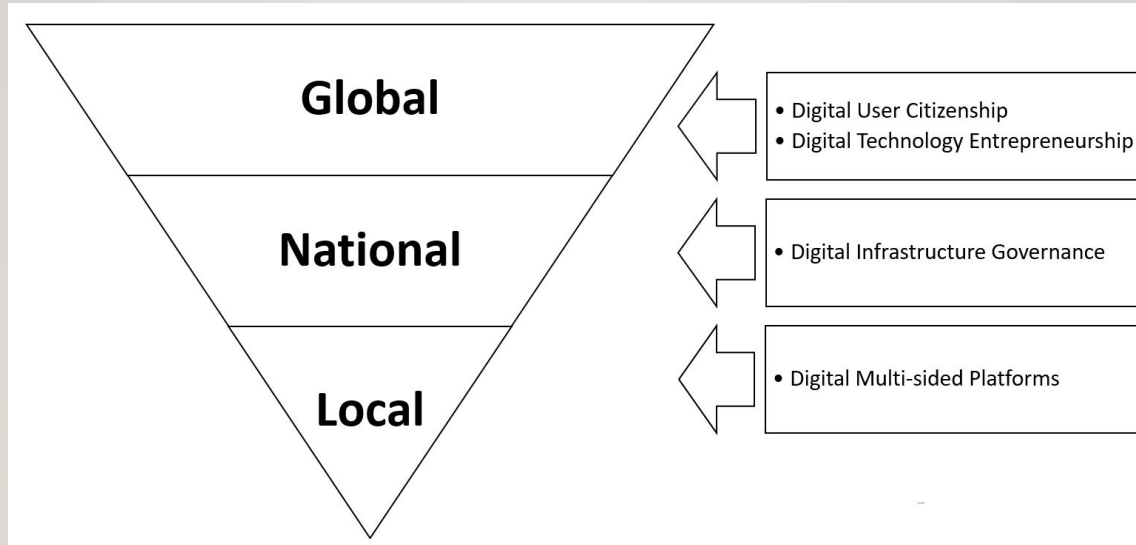 Global
• Digital User Citizenship
• Digital Technology Entrepreneurship
National
• Digital Infrastructure Governance
Local
• Digital Multi-sided Platforms